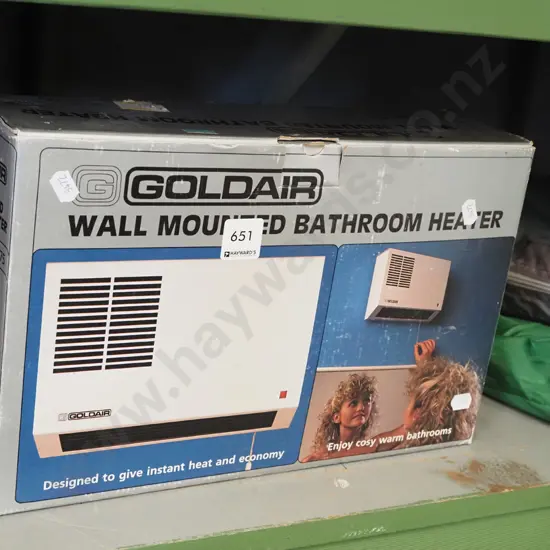 GOLDAIR
WALL MOUNTED BATHROOM HEATER
651
HAYWARD'S
GOLDAIR
Designed to give instant heat and economy
Enjoy cosy warm bathrooms
www.haywards.co.nz